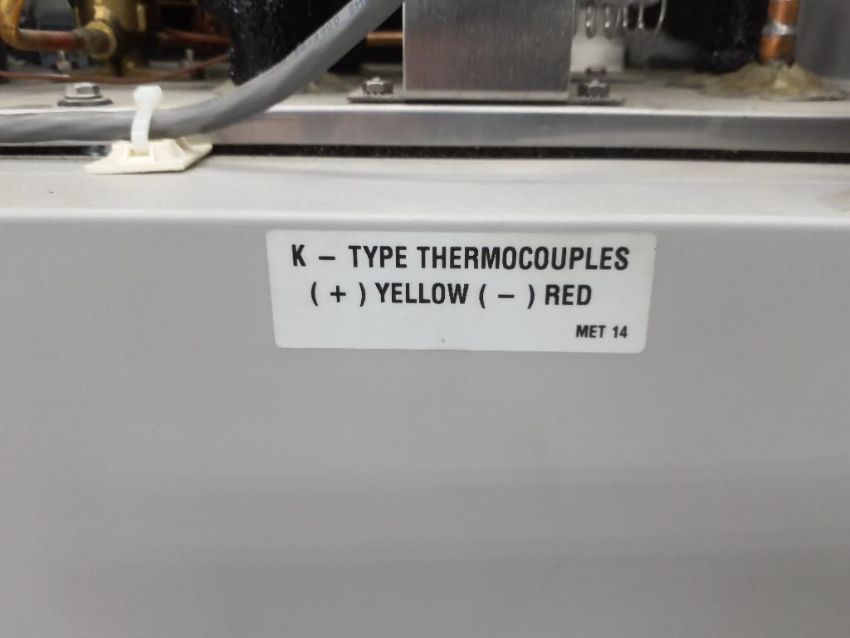 K – TYPE THERMOCOUPLES
( + ) YELLOW ( – ) RED
MET 14